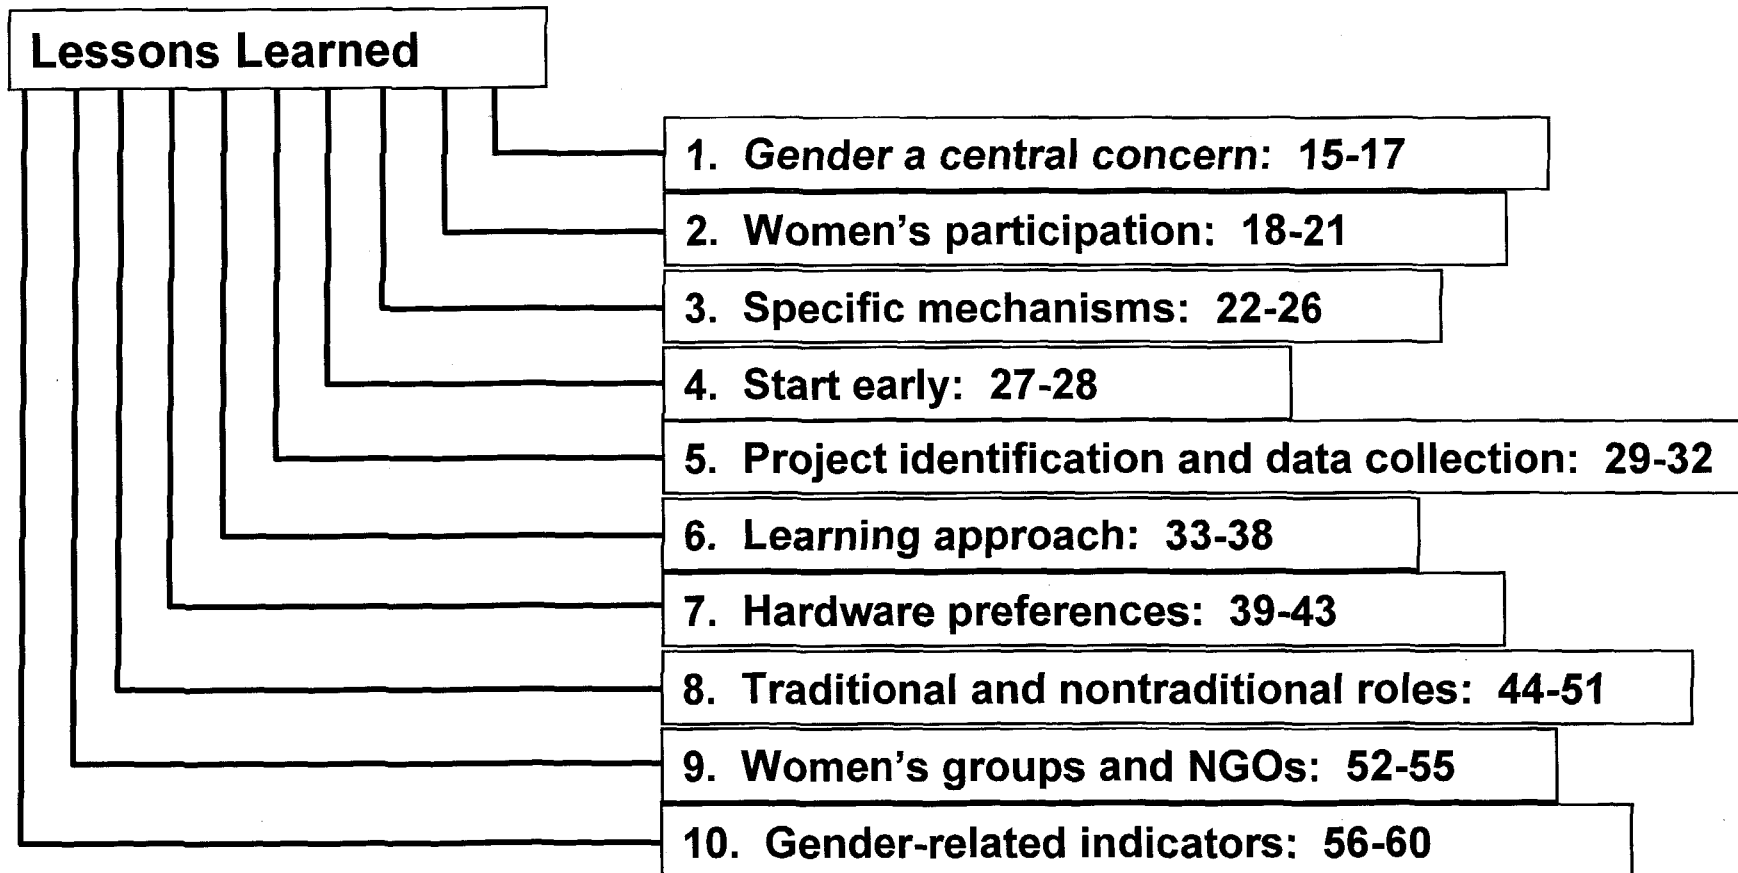 Lessons Learned
1. Gender a central concern: 15-17
2. Women's participation: 18-21
3. Specific mechanisms: 22-26
4. Start early: 27-28
5. Project identification and data collection: 29-32
6. Learning approach: 33-38
7. Hardware preferences: 39-43
8. Traditional and nontraditional roles: 44-51
9. Women's groups and NGOs: 52-55
10. Gender-related indicators: 56-60